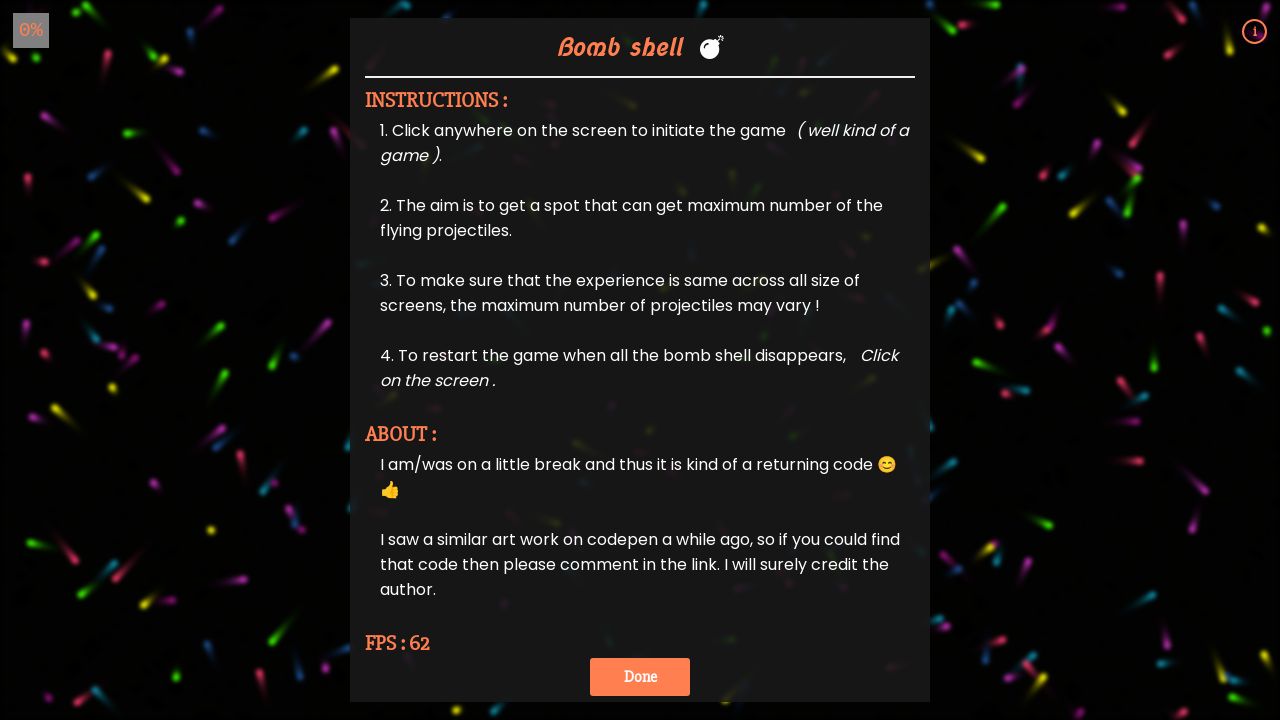 0%
i
Bomb shell 💣
INSTRUCTIONS :
1. Click anywhere on the screen to initiate the game ( well kind of a
game ).
2. The aim is to get a spot that can get maximum number of the
flying projectiles.
3. To make sure that the experience is same across all size of
screens, the maximum number of projectiles may vary !
4. To restart the game when all the bomb shell disappears, Click
on the screen .
ABOUT :
I am/was on a little break and thus it is kind of a returning code 😊
👍
I saw a similar art work on codepen a while ago, so if you could find
that code then please comment in the link. I will surely credit the
author.
FPS : 62
Done